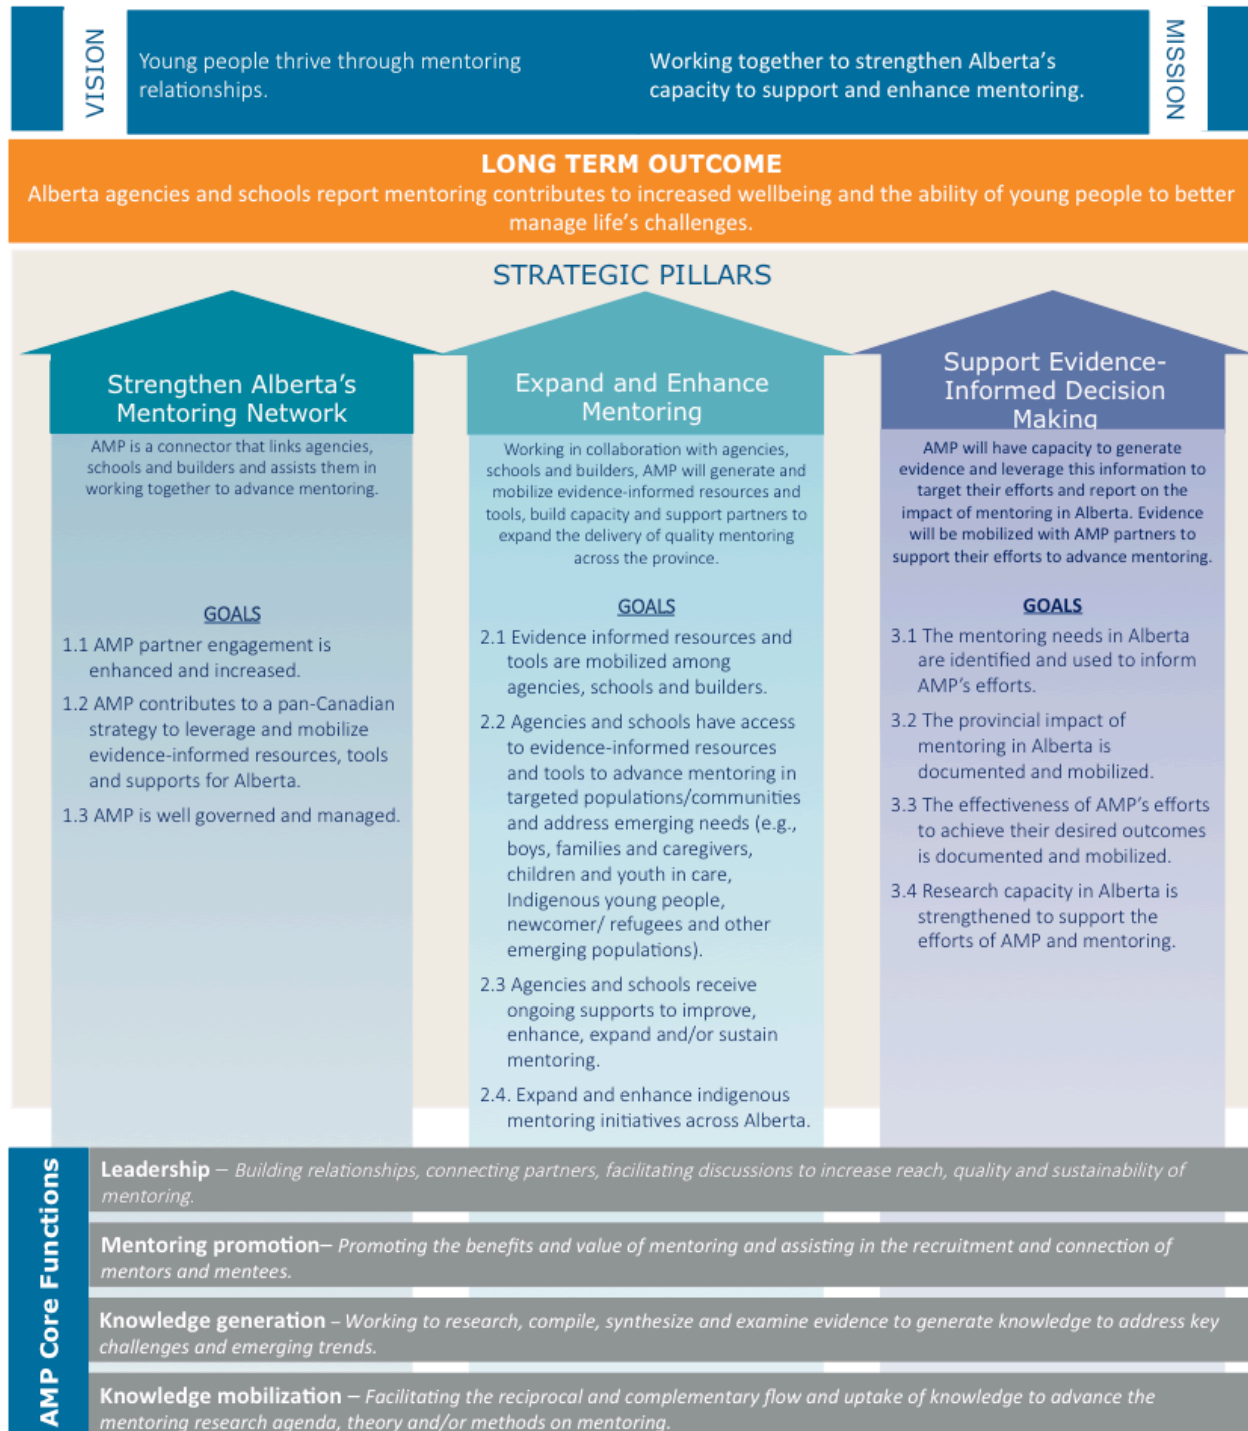 VISION
Young people thrive through mentoring
relationships.
Working together to strengthen Alberta's
capacity to support and enhance mentoring.
MISSION
LONG TERM OUTCOME
Alberta agencies and schools report mentoring contributes to increased wellbeing and the ability of young people to better
manage life's challenges.
STRATEGIC PILLARS
Strengthen Alberta's
Mentoring Network
AMP is a connector that links agencies,
schools and builders and assists them in
working together to advance mentoring.
GOALS
1.1 AMP partner engagement is
enhanced and increased.
1.2 AMP contributes to a pan-Canadian
strategy to leverage and mobilize
evidence-informed resources, tools
and supports for Alberta.
1.3 AMP is well governed and managed.
Expand and Enhance
Mentoring
Working in collaboration with agencies,
schools and builders, AMP will generate and
mobilize evidence-informed resources and
tools, build capacity and support partners to
expand the delivery of quality mentoring
across the province.
GOALS
2.1 Evidence informed resources and
tools are mobilized among
agencies, schools and builders.
2.2 Agencies and schools have access
to evidence-informed resources
and tools to advance mentoring in
targeted populations/communities
and address emerging needs (e.g.,
boys, families and caregivers,
children and youth in care,
Indigenous young people,
newcomer/ refugees and other
emerging populations).
2.3 Agencies and schools receive
ongoing supports to improve,
enhance, expand and/or sustain
mentoring.
2.4. Expand and enhance indigenous
mentoring initiatives across Alberta.
Support Evidence-
Informed Decision
Making
AMP will have capacity to generate
evidence and leverage this information to
target their efforts and report on the
impact of mentoring in Alberta. Evidence
will be mobilized with AMP partners to
support their efforts to advance mentoring.
GOALS
3.1 The mentoring needs in Alberta
are identified and used to inform
AMP's efforts.
3.2 The provincial impact of
mentoring in Alberta is
documented and mobilized.
3.3 The effectiveness of AMP's efforts
to achieve their desired outcomes
is documented and mobilized.
3.4 Research capacity in Alberta is
strengthened to support the
efforts of AMP and mentoring.
AMP Core Functions
Leadership – Building relationships, connecting partners, facilitating discussions to increase reach, quality and sustainability of
mentoring.
Mentoring promotion– Promoting the benefits and value of mentoring and assisting in the recruitment and connection of
mentors and mentees.
Knowledge generation – Working to research, compile, synthesize and examine evidence to generate knowledge to address key
challenges and emerging trends.
Knowledge mobilization – Facilitating the reciprocal and complementary flow and uptake of knowledge to advance the
mentoring research agenda, theory and/or methods on mentoring.